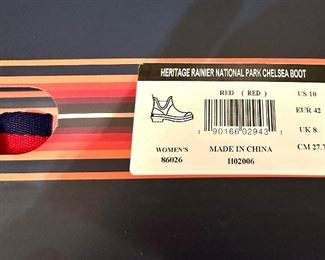 HERITAGE RAINIER NATIONAL PARK CHELSEA BOOT
RED ( RED )
US 10
EUR 42
UK 8
CM 27.7
1 90166 02943
WOMEN'S
86026
MADE IN CHINA
H02006